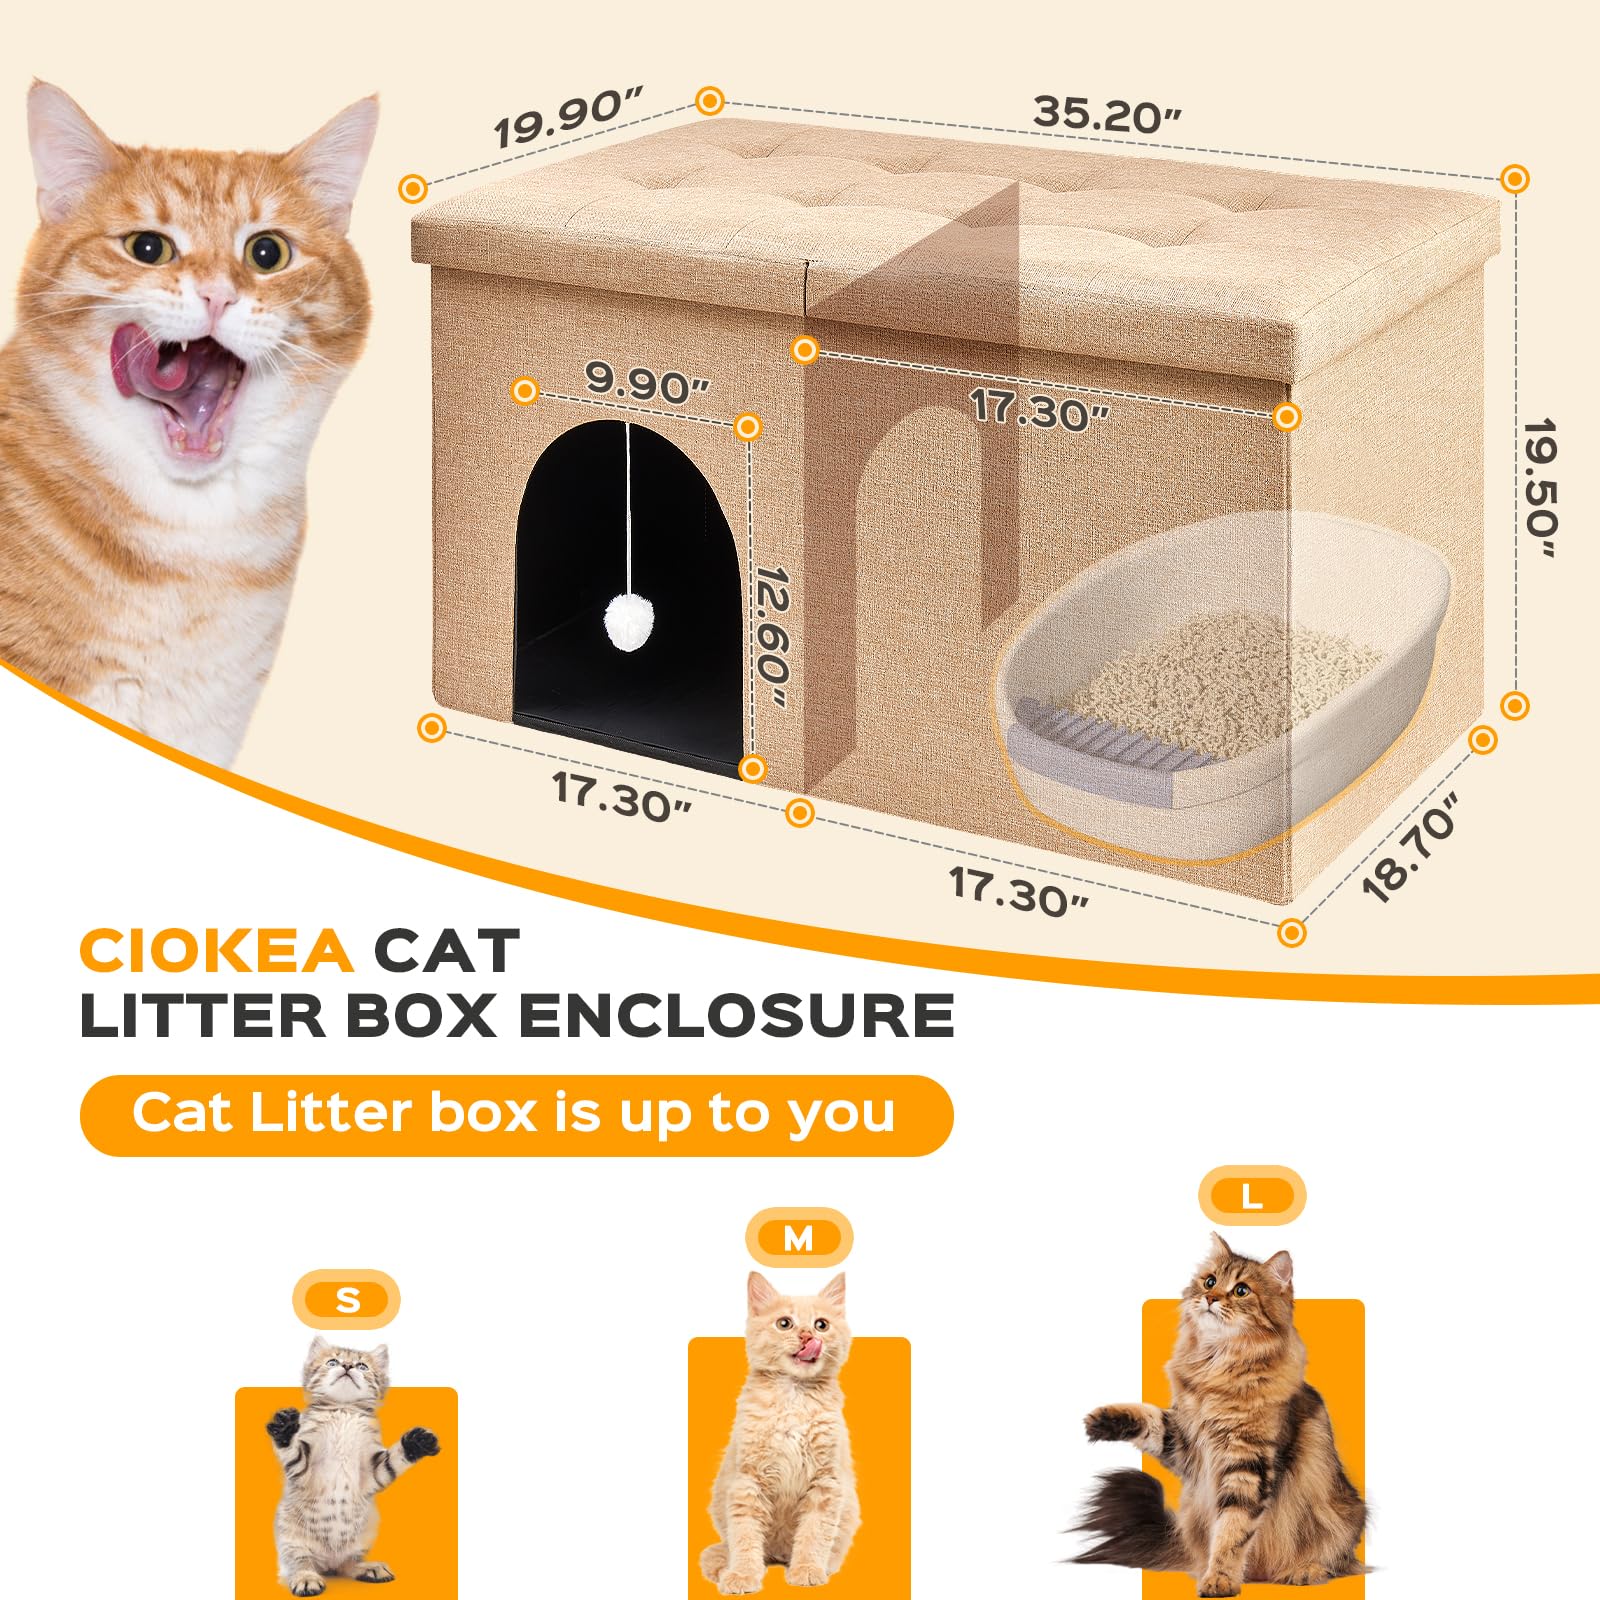 19.90"
35.20"
9.90"
17.30"
19.50"
12.60"
17.30"
17.30"
18.70"
CIOKEA CAT
LITTER BOX ENCLOSURE
Cat Litter box is up to you
S
M
L